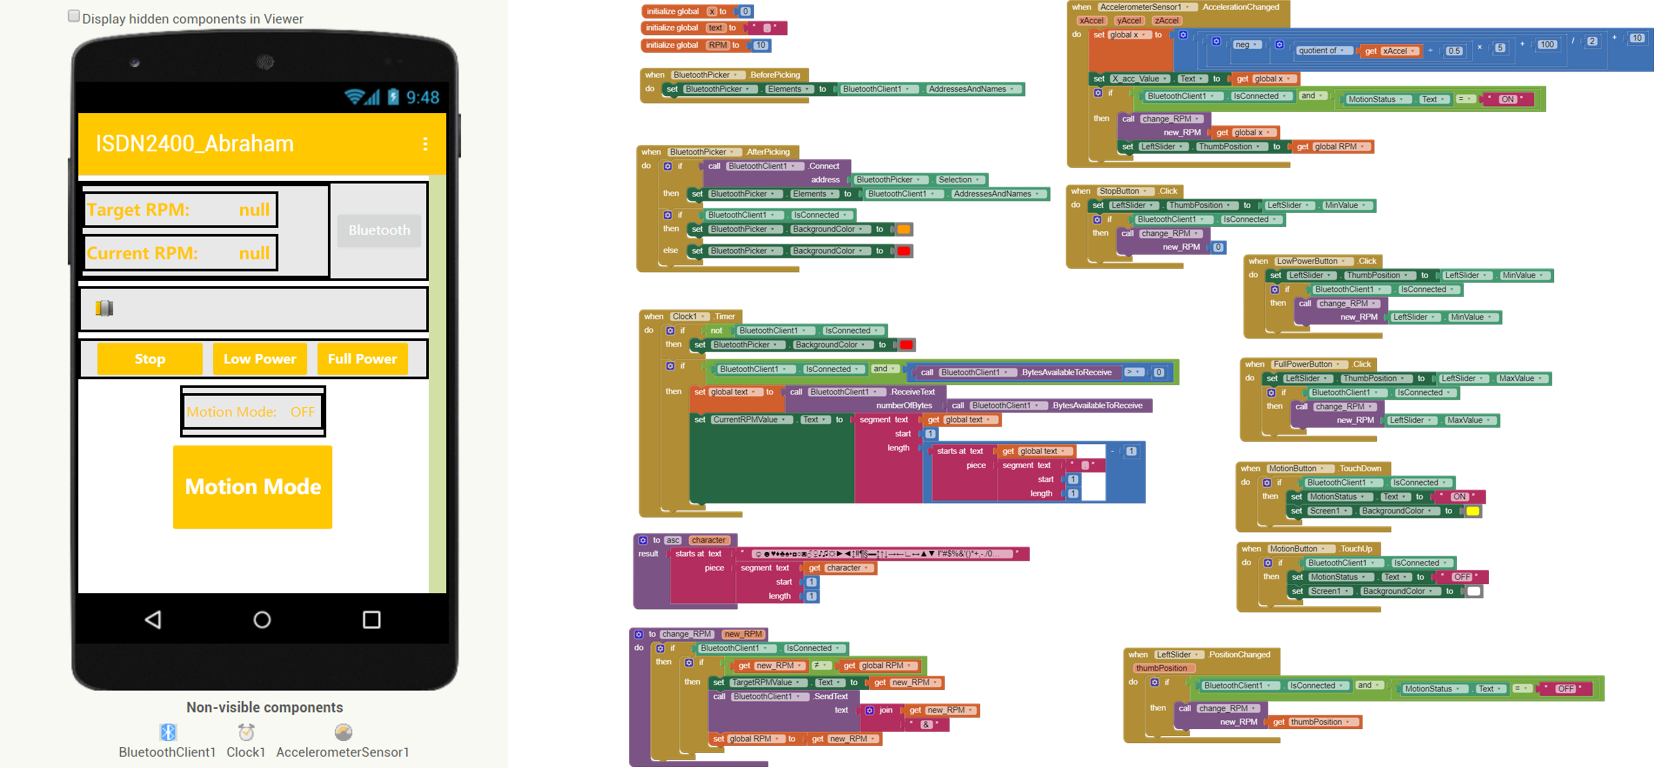 Display hidden components in Viewer
9:48
ISDN2400_Abraham
Target RPM: null
Bluetooth
Current RPM: null
Stop Low Power Full Power
Motion Mode: OFF
Motion Mode
Non-visible components
BluetoothClient1 Clock1 AccelerometerSensor1
initialize global x to 0
initialize global text to " "
initialize global RPM to 10
when BluetoothPicker .BeforePicking
do set BluetoothPicker . Elements to BluetoothClient1 . AddressesAndNames
when BluetoothPicker .AfterPicking
do if call BluetoothClient1 .Connect
address BluetoothPicker . Selection
then set BluetoothPicker . Elements to BluetoothClient1 . AddressesAndNames
if BluetoothClient1 . IsConnected
then set BluetoothPicker . BackgroundColor to
else set BluetoothPicker . BackgroundColor to
when Clock1 .Timer
do if not BluetoothClient1 . IsConnected
then set BluetoothPicker . BackgroundColor to
if BluetoothClient1 . IsConnected and call BluetoothClient1 .BytesAvailableToReceive > 0
then set global text to call BluetoothClient1 .ReceiveText
numberOfBytes call BluetoothClient1 .BytesAvailableToReceive
set CurrentRPMValue . Text to segment text get global text
start 1
length starts at text get global text - 1
piece segment text " "
start 1
length 1
to asc character
result starts at text
piece segment text get character
start 1
length 1
to change_RPM new_RPM
do if BluetoothClient1 . IsConnected
then if get new_RPM ≠ get global RPM
then set TargetRPMValue . Text to get new_RPM
call BluetoothClient1 .SendText
text join get new_RPM
" & "
set global RPM to get new_RPM
when AccelerometerSensor1 .AccelerationChanged
xAccel yAccel zAccel
do set global x to neg quotient of get xAccel ÷ 0.5 × 5 + 100 / 2 + 10
set X_acc_Value . Text to get global x
if BluetoothClient1 . IsConnected and MotionStatus . Text = " ON "
then call change_RPM
new_RPM get global x
set LeftSlider . ThumbPosition to get global RPM
when StopButton .Click
do set LeftSlider . ThumbPosition to LeftSlider . MinValue
if BluetoothClient1 . IsConnected
then call change_RPM
new_RPM 0
when LowPowerButton .Click
do set LeftSlider . ThumbPosition to LeftSlider . MinValue
if BluetoothClient1 . IsConnected
then call change_RPM
new_RPM LeftSlider . MinValue
when FullPowerButton .Click
do set LeftSlider . ThumbPosition to LeftSlider . MaxValue
if BluetoothClient1 . IsConnected
then call change_RPM
new_RPM LeftSlider . MaxValue
when MotionButton .TouchDown
do if BluetoothClient1 . IsConnected
then set MotionStatus . Text to " ON "
set Screen1 . BackgroundColor to
when MotionButton .TouchUp
do if BluetoothClient1 . IsConnected
then set MotionStatus . Text to " OFF "
set Screen1 . BackgroundColor to
when LeftSlider .PositionChanged
thumbPosition
do if BluetoothClient1 . IsConnected and MotionStatus . Text = " OFF "
then call change_RPM
new_RPM get thumbPosition